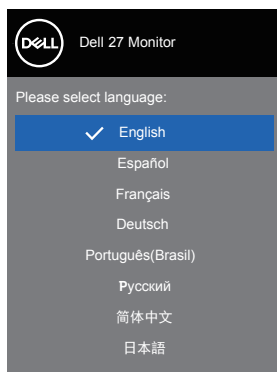 DELL
Dell 27 Monitor
Please select language:
English
Español
Français
Deutsch
Português(Brasil)
Русский
简体中文
日本語